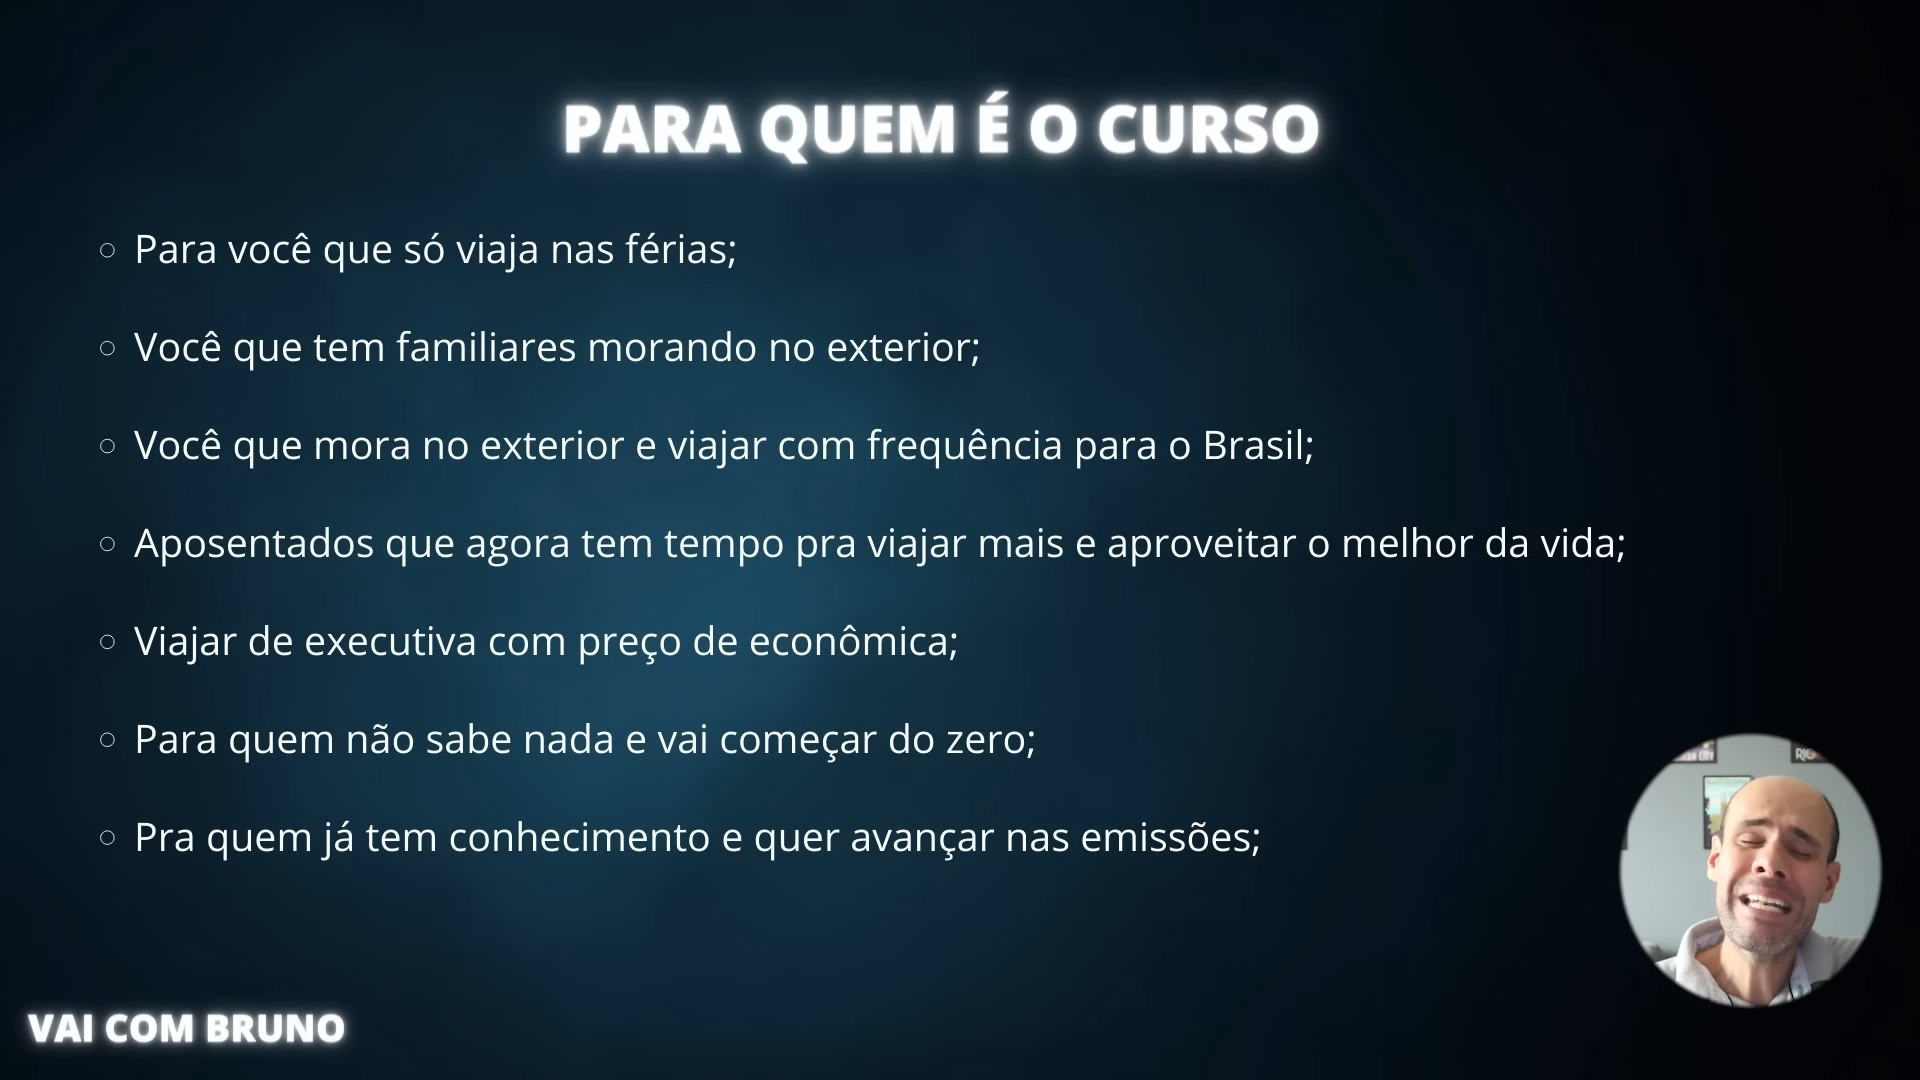 PARA QUEM É O CURSO
Para você que só viaja nas férias;
Você que tem familiares morando no exterior;
Você que mora no exterior e viajar com frequência para o Brasil;
Aposentados que agora tem tempo pra viajar mais e aproveitar o melhor da vida;
Viajar de executiva com preço de econômica;
Para quem não sabe nada e vai começar do zero;
Pra quem já tem conhecimento e quer avançar nas emissões;
RIO
VAI COM BRUNO